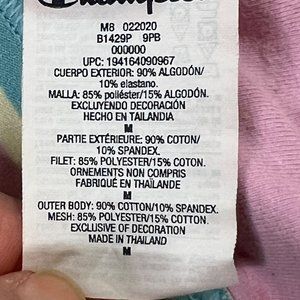 Champion
M8 022020
B1429P 9PB
000000
UPC: 194164090967
CUERPO EXTERIOR: 90% ALGODÓN/
10% elastano.
MALLA: 85% poliéster/15% ALGODÓN.
EXCLUYENDO DECORACIÓN
HECHO EN TAILANDIA
M
PARTIE EXTÉRIEURE: 90% COTON/
10% SPANDEX.
FILET: 85% POLYESTER/15% COTON.
ORNEMENTS NON COMPRIS
FABRIQUÉ EN THAÏLANDE
M
OUTER BODY: 90% COTTON/10% SPANDEX.
MESH: 85% POLYESTER/15% COTTON.
EXCLUSIVE OF DECORATION
MADE IN THAILAND
M